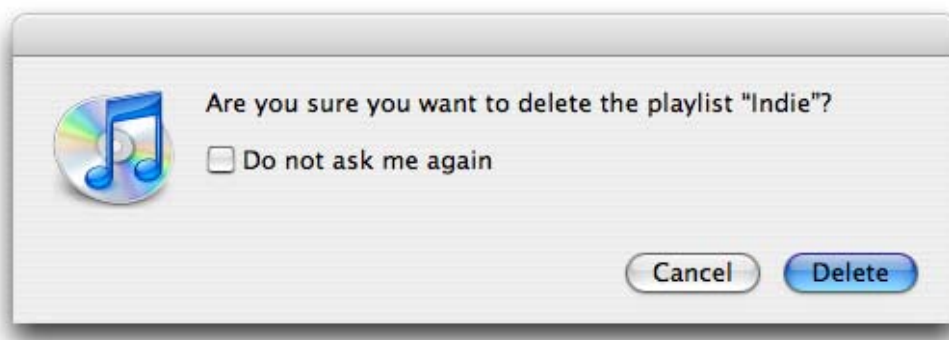 Are you sure you want to delete the playlist “Indie”?
Do not ask me again
Cancel
Delete